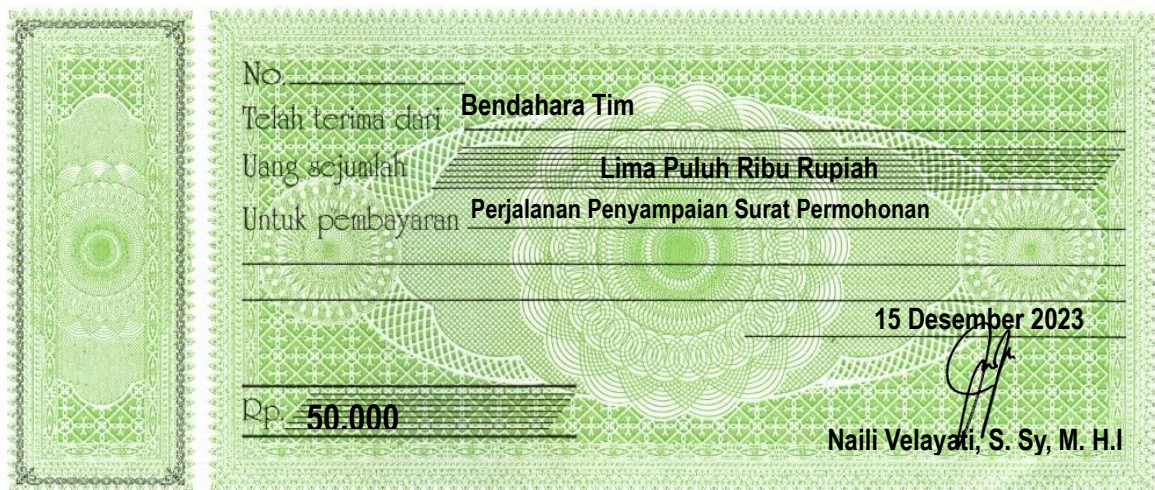 No.
Telah terima dari Bendahara Tim
Uang sejumlah Lima Puluh Ribu Rupiah
Untuk pembayaran Perjalanan Penyampaian Surat Permohonan
15 Desember 2023
Rp. 50.000
Naili Velayati, S. Sy, M. H.I